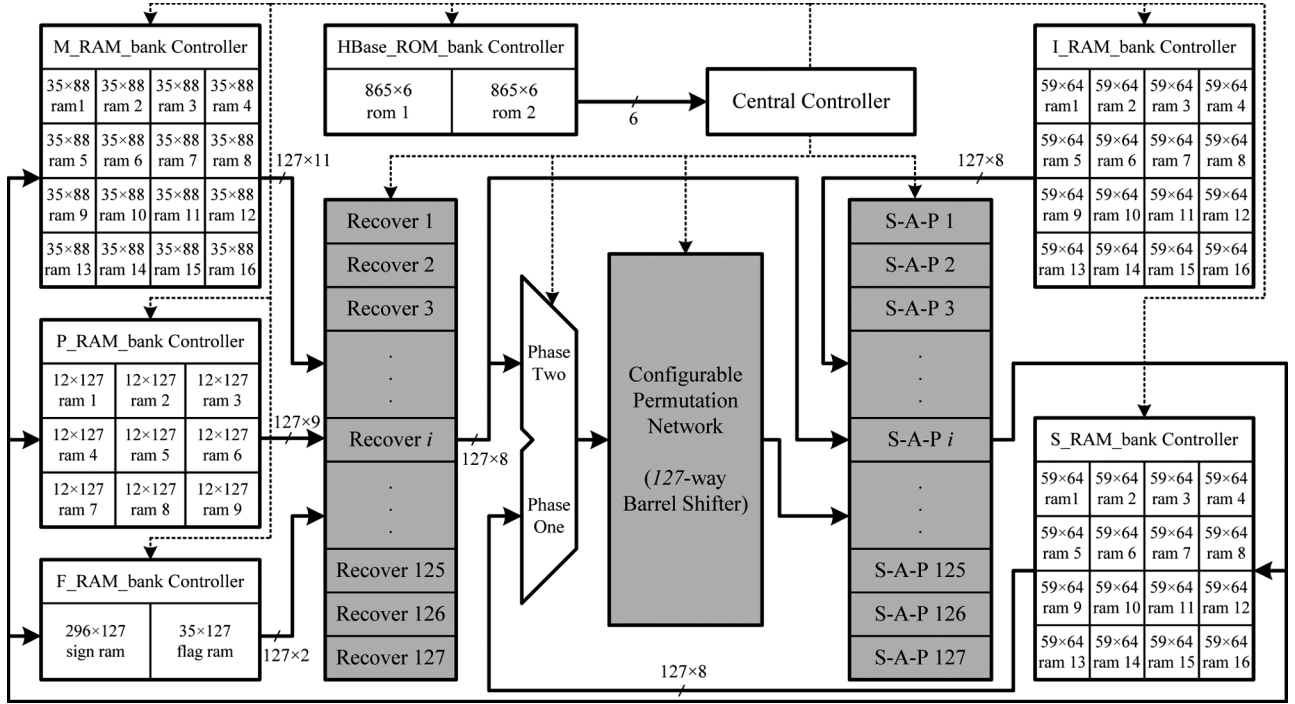 M_RAM_bank Controller
35×88 35×88 35×88 35×88
ram1 ram 2 ram 3 ram 4
35×88 35×88 35×88 35×88
ram 5 ram 6 ram 7 ram 8
35×88 35×88 35×88 35×88
ram 9 ram 10 ram 11 ram 12
35×88 35×88 35×88 35×88
ram 13 ram 14 ram 15 ram 16
127×11
P_RAM_bank Controller
12×127 12×127 12×127
ram 1 ram 2 ram 3
12×127 12×127 12×127
ram 4 ram 5 ram 6
12×127 12×127 12×127
ram 7 ram 8 ram 9
127×9
F_RAM_bank Controller
296×127 35×127
sign ram flag ram
127×2
HBase_ROM_bank Controller
865×6 865×6
rom 1 rom 2
6
Central Controller
Recover 1
Recover 2
Recover 3
.
.
.
Recover i
.
.
.
Recover 125
Recover 126
Recover 127
127×8
Phase
Two
Phase
One
Configurable
Permutation
Network
(127-way
Barrel Shifter)
127×8
S-A-P 1
S-A-P 2
S-A-P 3
.
.
.
S-A-P i
.
.
.
S-A-P 125
S-A-P 126
S-A-P 127
127×8
I_RAM_bank Controller
59×64 59×64 59×64 59×64
ram1 ram 2 ram 3 ram 4
59×64 59×64 59×64 59×64
ram 5 ram 6 ram 7 ram 8
59×64 59×64 59×64 59×64
ram 9 ram 10 ram 11 ram 12
59×64 59×64 59×64 59×64
ram 13 ram 14 ram 15 ram 16
S_RAM_bank Controller
59×64 59×64 59×64 59×64
ram1 ram 2 ram 3 ram 4
59×64 59×64 59×64 59×64
ram 5 ram 6 ram 7 ram 8
59×64 59×64 59×64 59×64
ram 9 ram 10 ram 11 ram 12
59×64 59×64 59×64 59×64
ram 13 ram 14 ram 15 ram 16